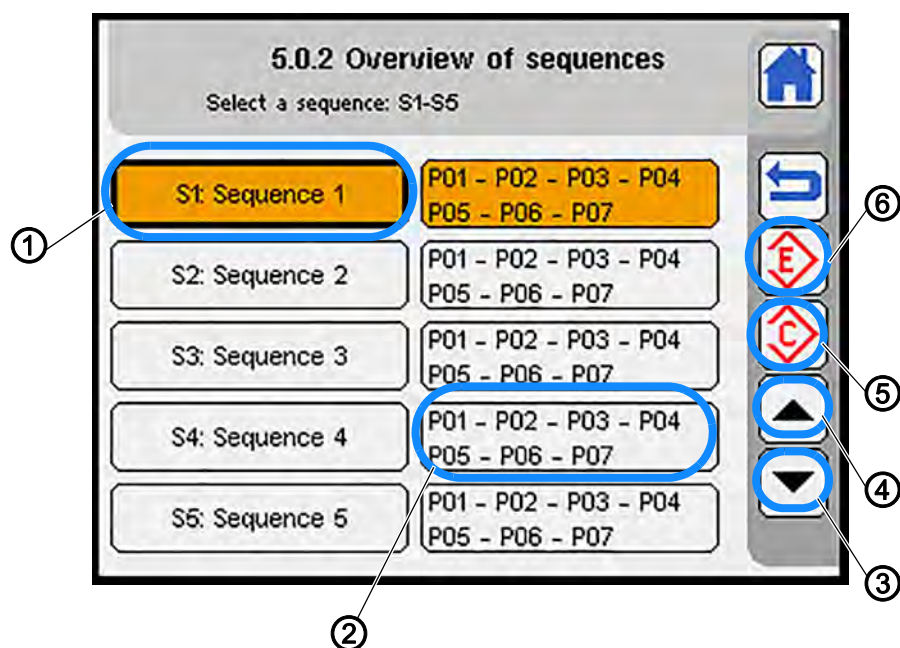 5.0.2 Overview of sequences
Select a sequence: S1-S5
S1: Sequence 1
P01 - P02 - P03 - P04
P05 - P06 - P07
S2: Sequence 2
P01 - P02 - P03 - P04
P05 - P06 - P07
S3: Sequence 3
P01 - P02 - P03 - P04
P05 - P06 - P07
S4: Sequence 4
P01 - P02 - P03 - P04
P05 - P06 - P07
S5: Sequence 5
P01 - P02 - P03 - P04
P05 - P06 - P07
E
C
1
2
3
4
5
6